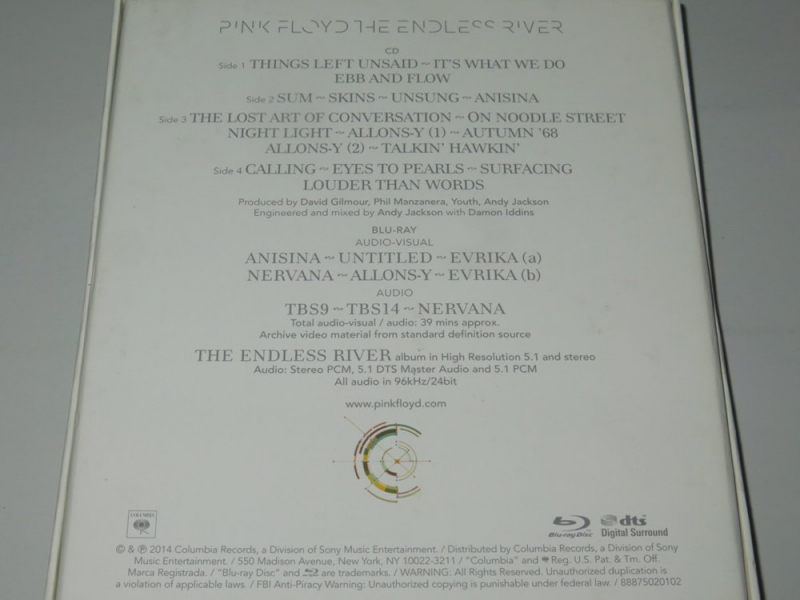 PINK FLOYD THE ENDLESS RIVER
CD
Side 1 THINGS LEFT UNSAID ~ IT'S WHAT WE DO
EBB AND FLOW
Side 2 SUM ~ SKINS ~ UNSUNG ~ ANISINA
Side 3 THE LOST ART OF CONVERSATION ~ ON NOODLE STREET
NIGHT LIGHT ~ ALLONS-Y (1) ~ AUTUMN '68
ALLONS-Y (2) ~ TALKIN' HAWKIN'
Side 4 CALLING ~ EYES TO PEARLS ~ SURFACING
LOUDER THAN WORDS
Produced by David Gilmour, Phil Manzanera, Youth, Andy Jackson
Engineered and mixed by Andy Jackson with Damon Iddins
BLU-RAY
AUDIO-VISUAL
ANISINA ~ UNTITLED ~ EVRIKA (a)
NERVANA ~ ALLONS-Y ~ EVRIKA (b)
AUDIO
TBS9 ~ TBS14 ~ NERVANA
Total audio-visual / audio: 39 mins approx.
Archive video material from standard definition source
THE ENDLESS RIVER album in High Resolution 5.1 and stereo
Audio: Stereo PCM, 5.1 DTS Master Audio and 5.1 PCM
All audio in 96kHz/24bit
www.pinkfloyd.com
COLUMBIA
Blu-ray Disc
dts Digital Surround
© & ℗ 2014 Columbia Records, a Division of Sony Music Entertainment. / Distributed by Columbia Records, a Division of Sony
Music Entertainment. / 550 Madison Avenue, New York, NY 10022-3211 / "Columbia" and Reg. U.S. Pat. & Tm. Off.
Marca Registrada. / "Blu-ray Disc" and are trademarks. / WARNING: All Rights Reserved. Unauthorized duplication is
a violation of applicable laws. / FBI Anti-Piracy Warning: Unauthorized copying is punishable under federal law. / 88875020102